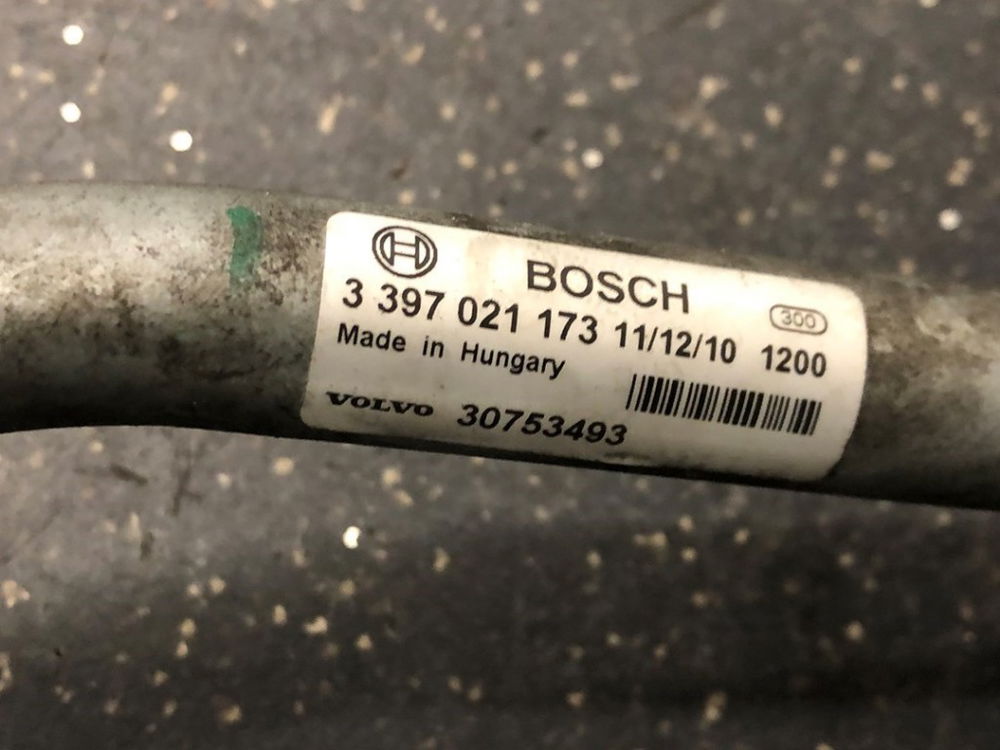 BOSCH
300
3 397 021 173 11/12/10 1200
Made in Hungary
VOLVO 30753493